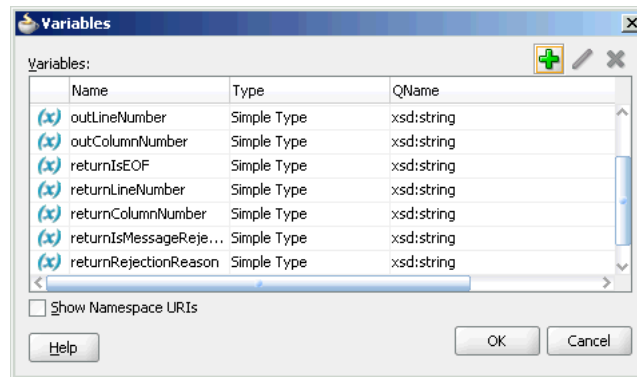 Variables
Variables:
Name Type QName
(x) outLineNumber Simple Type xsd:string
(x) outColumnNumber Simple Type xsd:string
(x) returnIsEOF Simple Type xsd:string
(x) returnLineNumber Simple Type xsd:string
(x) returnColumnNumber Simple Type xsd:string
(x) returnIsMessageReje... Simple Type xsd:string
(x) returnRejectionReason Simple Type xsd:string
Show Namespace URIs
Help OK Cancel